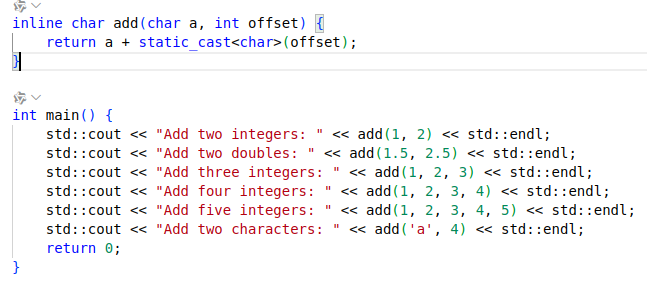 inline char add(char a, int offset) {
    return a + static_cast<char>(offset);
}
int main() {
    std::cout << "Add two integers: " << add(1, 2) << std::endl;
    std::cout << "Add two doubles: " << add(1.5, 2.5) << std::endl;
    std::cout << "Add three integers: " << add(1, 2, 3) << std::endl;
    std::cout << "Add four integers: " << add(1, 2, 3, 4) << std::endl;
    std::cout << "Add five integers: " << add(1, 2, 3, 4, 5) << std::endl;
    std::cout << "Add two characters: " << add('a', 4) << std::endl;
    return 0;
}